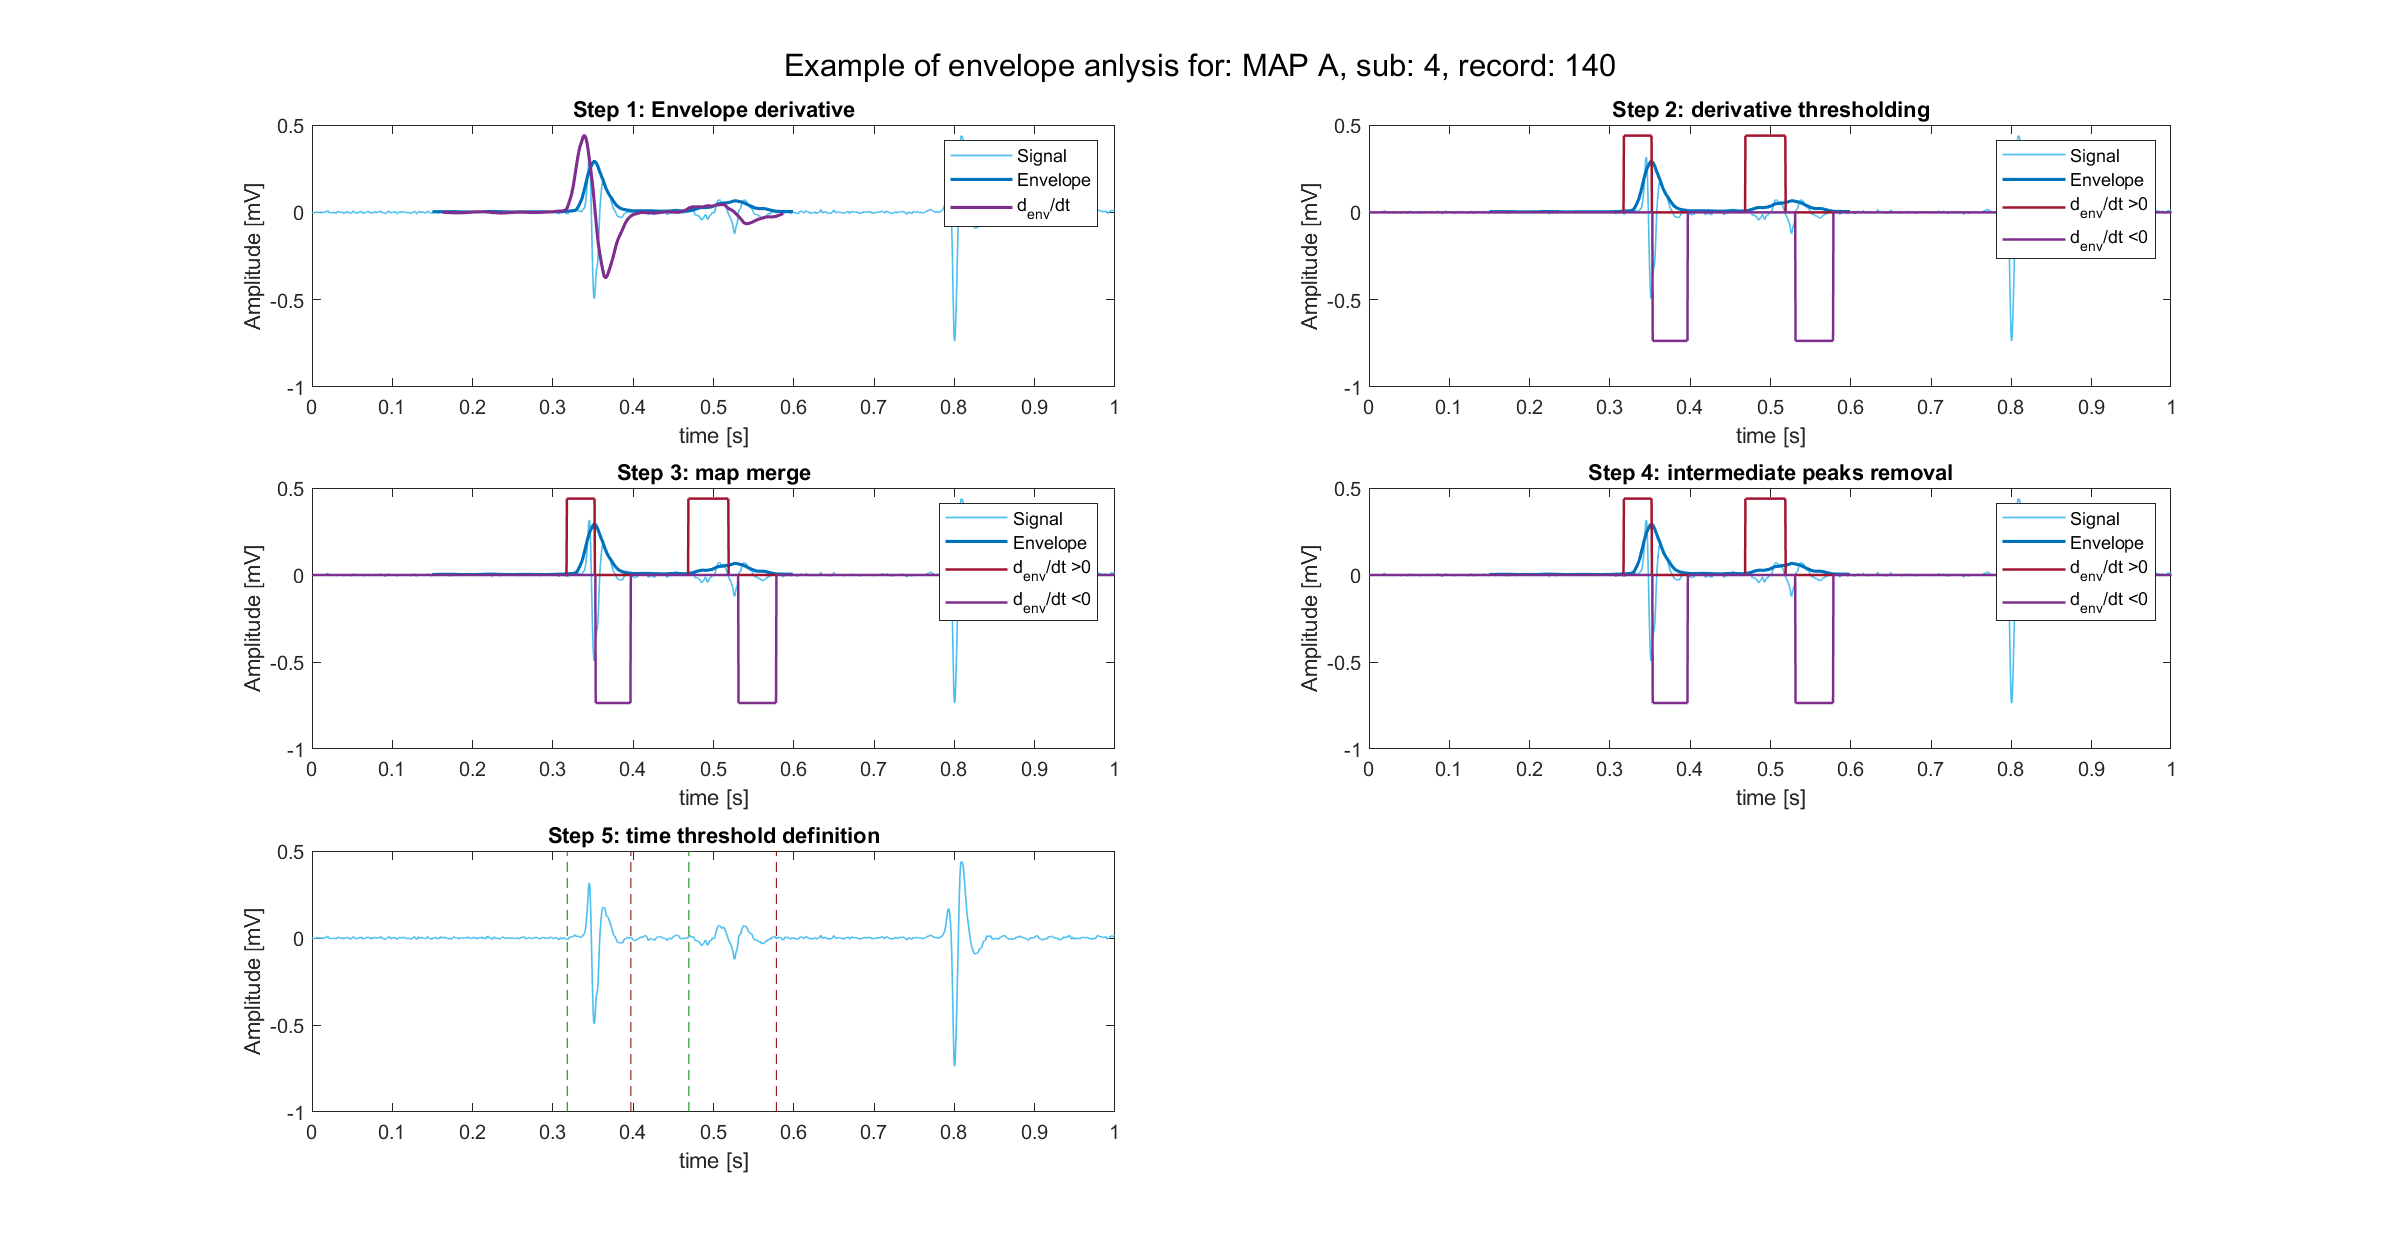 Example of envelope anlysis for: MAP A, sub: 4, record: 140
Step 1: Envelope derivative
0.5
0
-0.5
-1
Amplitude [mV]
Signal
Envelope
d_env/dt
0 0.1 0.2 0.3 0.4 0.5 0.6 0.7 0.8 0.9 1
time [s]
Step 2: derivative thresholding
0.5
0
-0.5
-1
Amplitude [mV]
Signal
Envelope
d_env/dt >0
d_env/dt <0
0 0.1 0.2 0.3 0.4 0.5 0.6 0.7 0.8 0.9 1
time [s]
Step 3: map merge
0.5
0
-0.5
-1
Amplitude [mV]
Signal
Envelope
d_env/dt >0
d_env/dt <0
0 0.1 0.2 0.3 0.4 0.5 0.6 0.7 0.8 0.9 1
time [s]
Step 4: intermediate peaks removal
0.5
0
-0.5
-1
Amplitude [mV]
Signal
Envelope
d_env/dt >0
d_env/dt <0
0 0.1 0.2 0.3 0.4 0.5 0.6 0.7 0.8 0.9 1
time [s]
Step 5: time threshold definition
0.5
0
-0.5
-1
Amplitude [mV]
0 0.1 0.2 0.3 0.4 0.5 0.6 0.7 0.8 0.9 1
time [s]